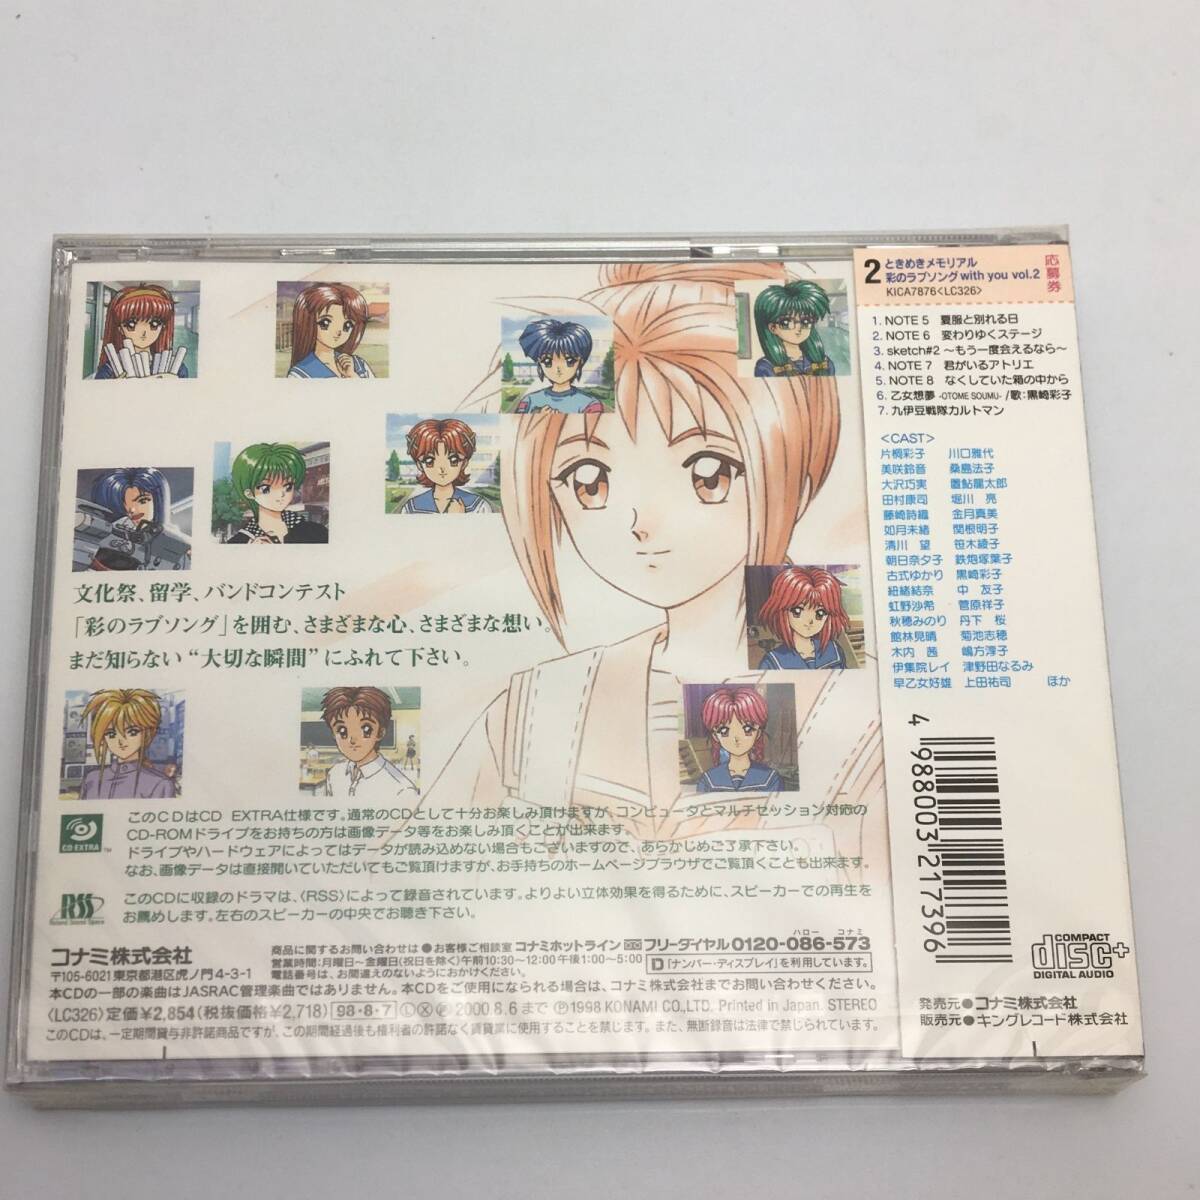 2 ときめきメモリアル
彩のラブソング with you vol.2
KICA7876<LC326>
応募券
1. NOTE 5 夏服と別れる日
2. NOTE 6 変わりゆくステージ
3. sketch#2 ～もう一度会えるなら～
4. NOTE 7 君がいるアトリエ
5. NOTE 8 なくしていた箱の中から
6. 乙女想夢 -OTOME SOUMU- /歌：黒崎彩子
7. 九伊豆戦隊カルトマン
<CAST>
片桐彩子 川口雅代
美咲鈴音 桑島法子
大沢巧実 置鮎龍太郎
田村康司 堀川 亮
藤崎詩織 金月真美
如月未緒 関根明子
清川 望 笹木綾子
朝日奈夕子 鉄炮塚葉子
古式ゆかり 黒崎彩子
紐緒結奈 中 友子
虹野沙希 菅原祥子
秋穂みのり 丹下 桜
館林見晴 菊池志穂
木内 茜 嶋方淳子
伊集院レイ 津野田なるみ
早乙女好雄 上田祐司 ほか
4 988003 217396
COMPACT
disc+
DIGITAL AUDIO
発売元●コナミ株式会社
販売元●キングレコード株式会社
文化祭、留学、バンドコンテスト
「彩のラブソング」を囲む、さまざまな心、さまざまな想い。
まだ知らない“大切な瞬間”にふれて下さい。
CD EXTRA TM
このCDはCD EXTRA仕様です。通常のCDとして十分お楽しみ頂けますが、コンピュータとマルチセッション対応の
CD-ROMドライブをお持ちの方は画像データ等をお楽しみ頂くことが出来ます。
ドライブやハードウェアによってはデータが読み込めない場合もございますので、あらかじめご了承下さい。
なお、画像データは直接開いていただいてもご覧頂けますが、お手持ちのホームページブラウザでご覧頂くことも出来ます。
RSS
Roland Sound Space
このCDに収録のドラマは、〈RSS〉によって録音されています。よりよい立体効果を得るために、スピーカーでの再生を
お薦めします。左右のスピーカーの中央でお聴き下さい。
コナミ株式会社
〒105-6021 東京都港区虎ノ門4-3-1
商品に関するお問い合わせは●お客様ご相談室 コナミホットライン フリーダイヤル0120-086-573
ハロー コナミ
営業時間：月曜日～金曜日(祝日を除く)午前10:30～12:00 午後1:00～5:00
電話番号は、お間違えのないようにおかけください。
D「ナンバー・ディスプレイ」を利用しています。
本CDの一部の楽曲はJASRAC管理楽曲ではありません。本CDをご使用になられる場合は、コナミ株式会社までお問い合わせください。
〈LC326〉定価¥2,854(税抜価格¥2,718) 98・8・7 Ⓛ Ⓧ Ⓟ 2000.8.6 まで Ⓟ1998 KONAMI CO.,LTD. Printed in Japan. STEREO
このCDは、一定期間貸与非許諾商品ですが、この期間経過後も権利者の許諾なく賃貸業に使用することを禁じます。また、無断録音は法律で禁じられています。